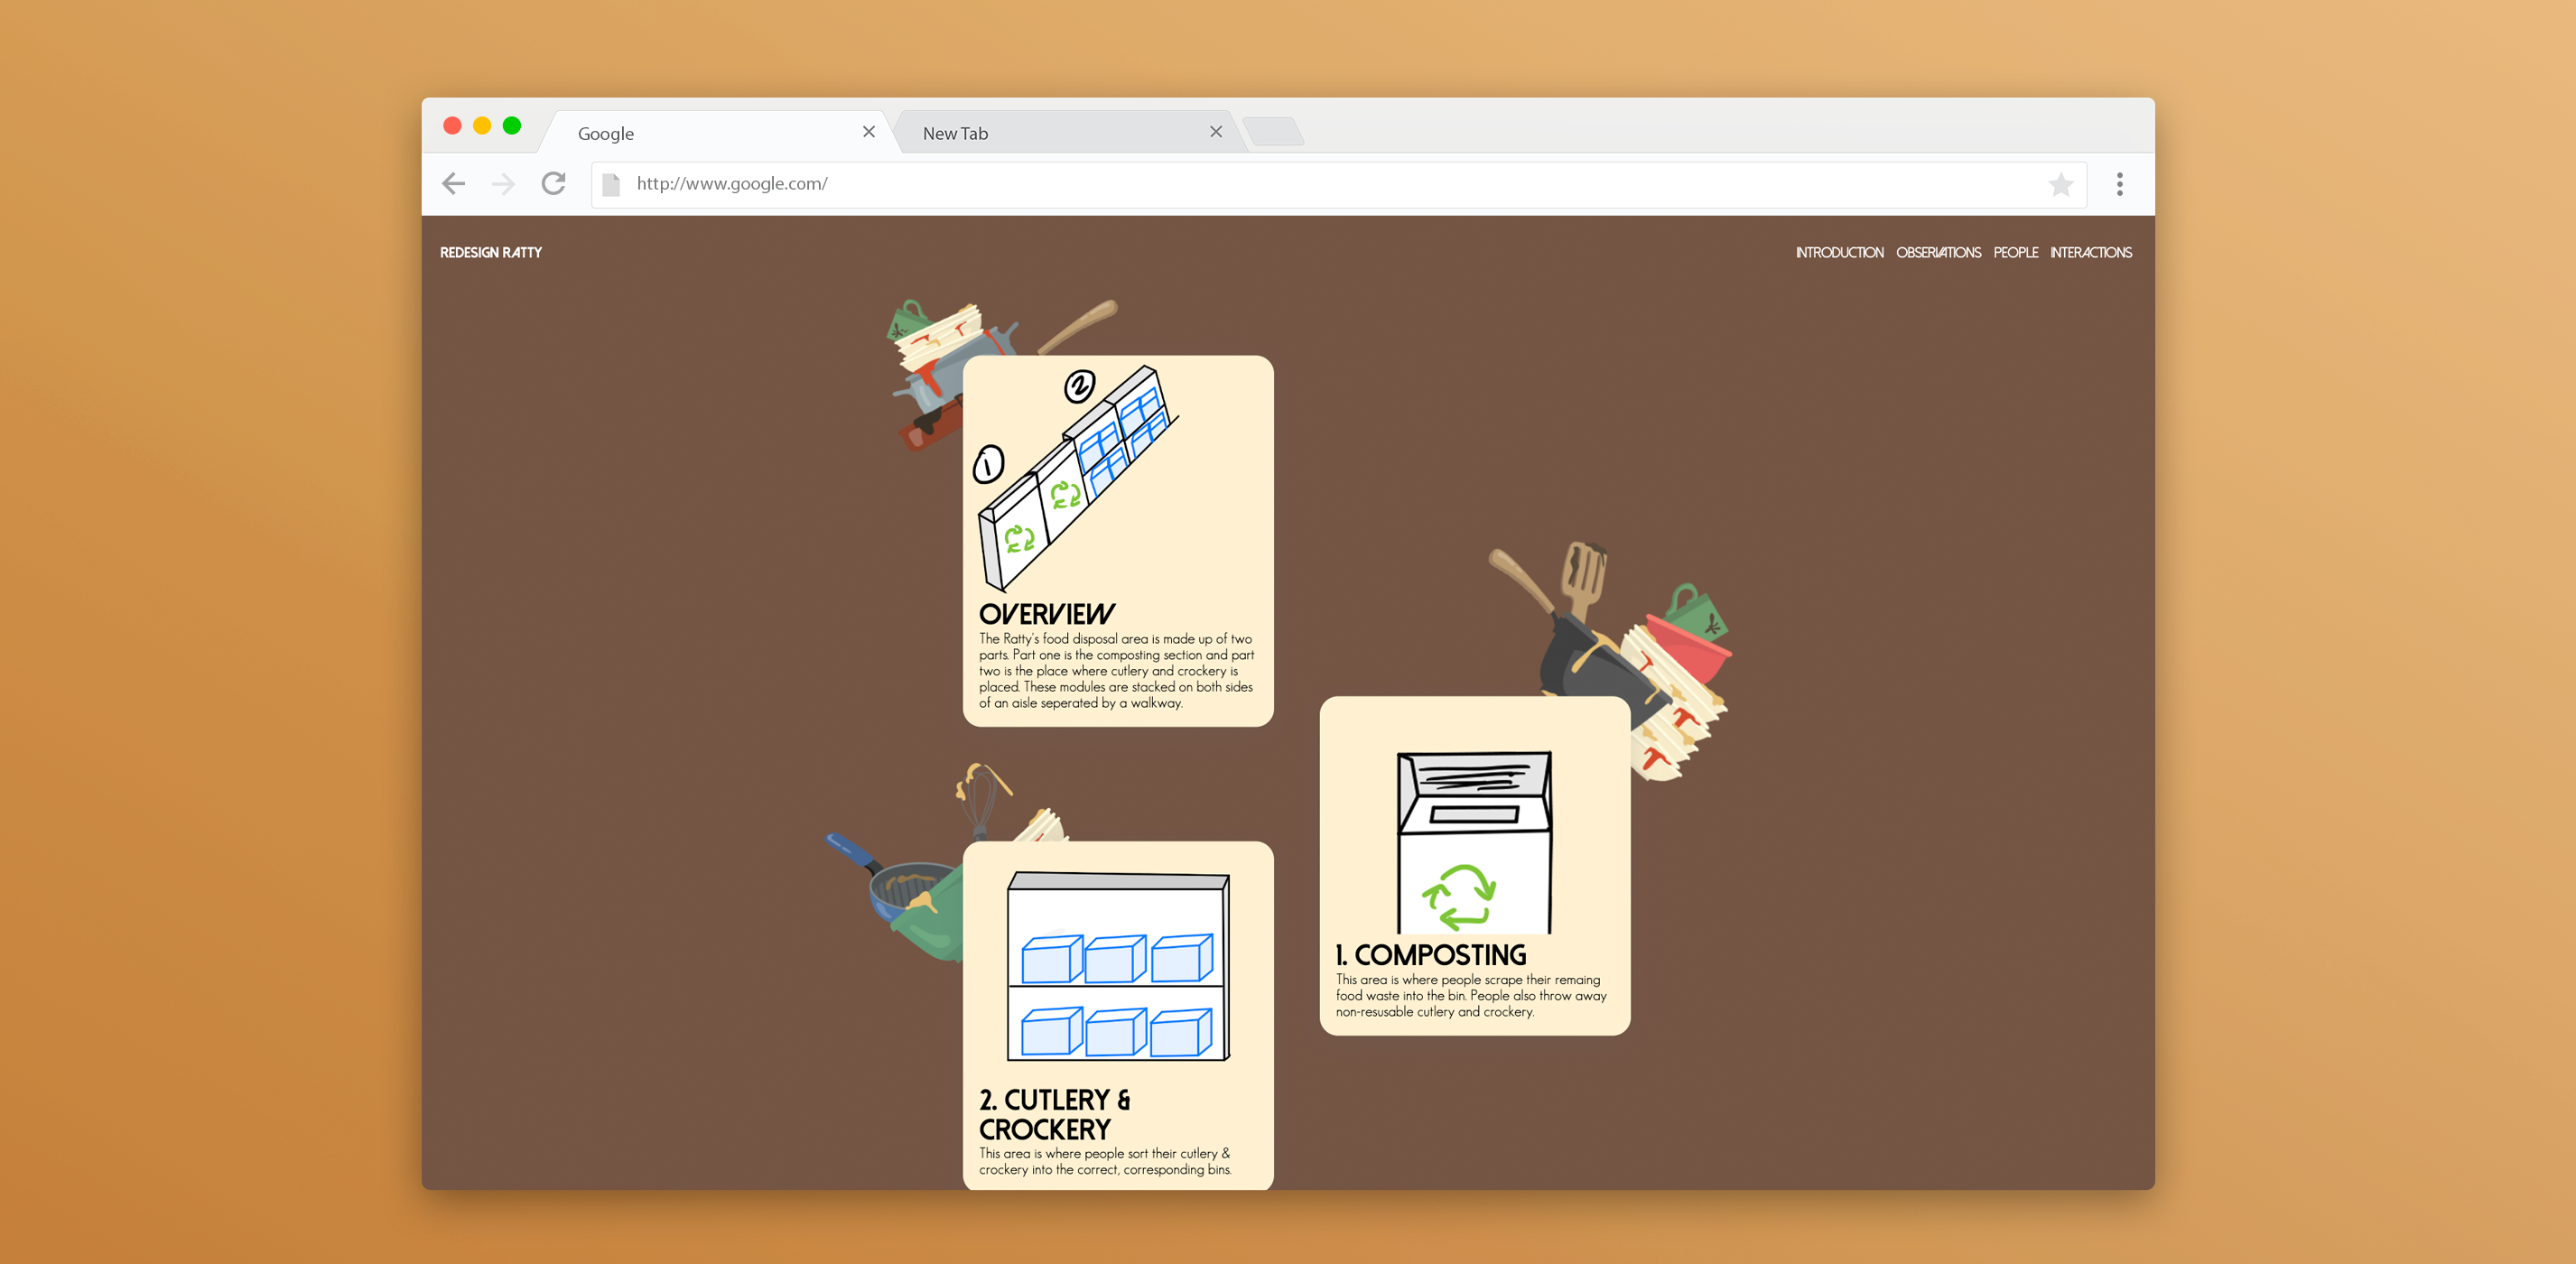 Google
New Tab
http://www.google.com/
REDESIGN RATTY
INTRODUCTION OBSERVATIONS PEOPLE INTERACTIONS
2
1
OVERVIEW
The Ratty's food disposal area is made up of two
parts. Part one is the composting section and part
two is the place where cutlery and crockery is
placed. These modules are stacked on both sides
of an aisle seperated by a walkway.
1. COMPOSTING
This area is where people scrape their remaing
food waste into the bin. People also throw away
non-resusable cutlery and crockery.
2. CUTLERY &
CROCKERY
This area is where people sort their cutlery &
crockery into the correct, corresponding bins.